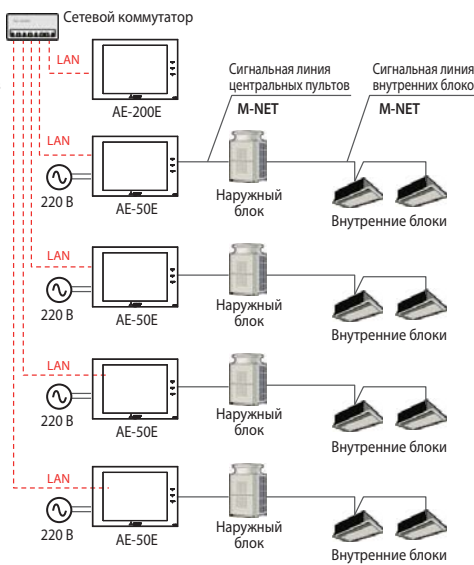 Сетевой коммутатор
LAN
AE-200E
Сигнальная линия
центральных пультов
M-NET
Сигнальная линия
внутренних блоко
M-NET
LAN
220 В
AE-50E
Наружный
блок
Внутренние блоки
LAN
220 В
AE-50E
Наружный
блок
Внутренние блоки
LAN
220 В
AE-50E
Наружный
блок
Внутренние блоки
LAN
220 В
AE-50E
Наружный
блок
Внутренние блоки